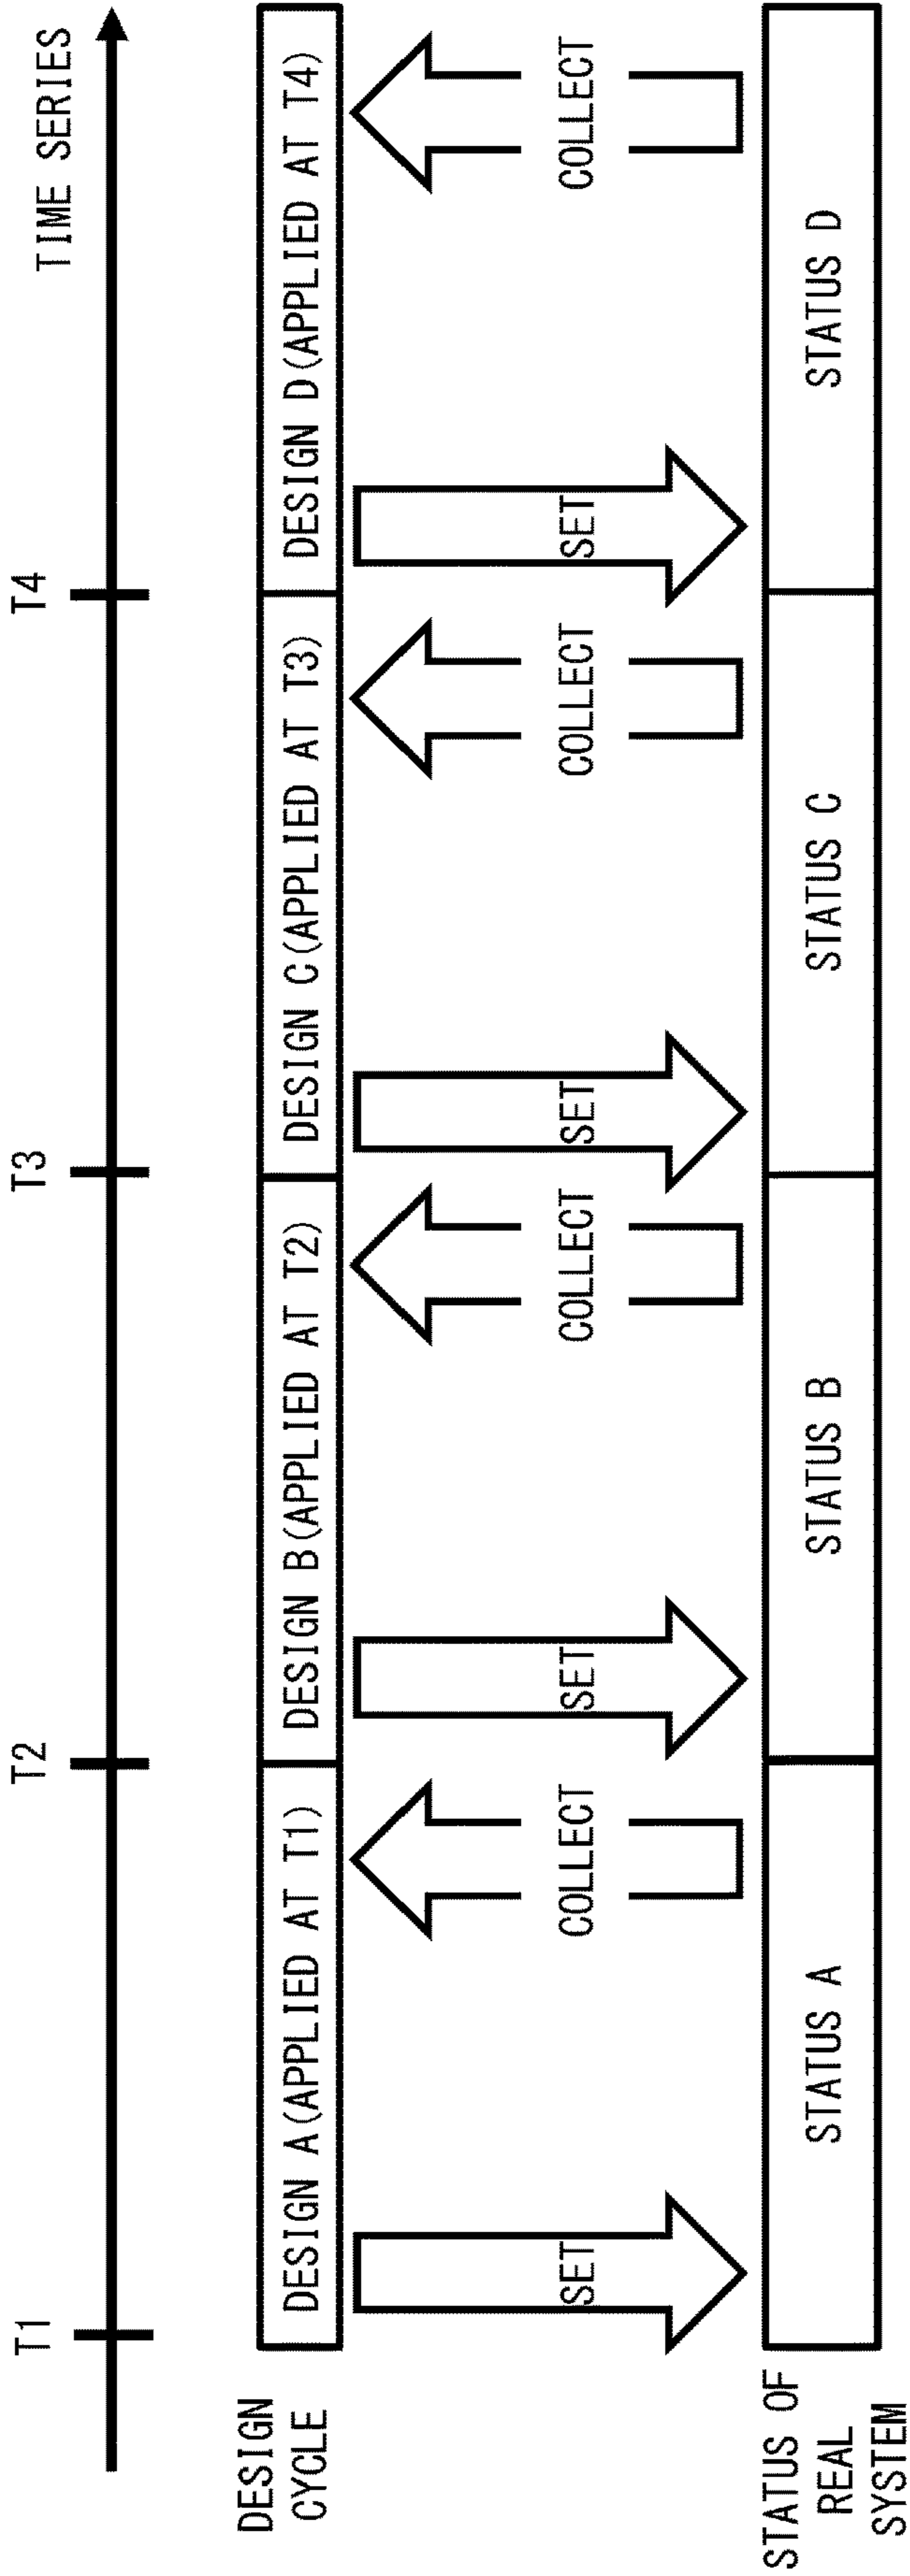 TIME SERIES
T1
T2
T3
T4
DESIGN
CYCLE
DESIGN A(APPLIED AT T1)
DESIGN B(APPLIED AT T2)
DESIGN C(APPLIED AT T3)
DESIGN D(APPLIED AT T4)
SET
COLLECT
SET
COLLECT
SET
COLLECT
SET
COLLECT
STATUS OF
REAL
SYSTEM
STATUS A
STATUS B
STATUS C
STATUS D